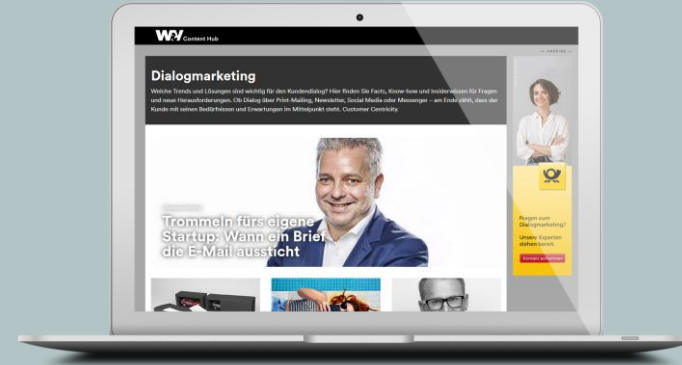 W&V Content Hub
— ANZEIGE —
Dialogmarketing
Welche Trends und Lösungen sind wichtig für den Kundendialog? Hier finden Sie Facts, Know-how und Insiderwissen für Fragen
und neue Herausforderungen. Ob Dialog über Print-Mailing, Newsletter, Social Media oder Messenger – am Ende zählt, dass der
Kunde mit seinen Bedürfnissen und Erwartungen im Mittelpunkt steht. Customer Centricity.
Trommeln fürs eigene
Startup: Wann ein Brief
die E-Mail aussticht
Fragen zum
Dialogmarketing?
Unsere Experten
stehen bereit.
Kontakt